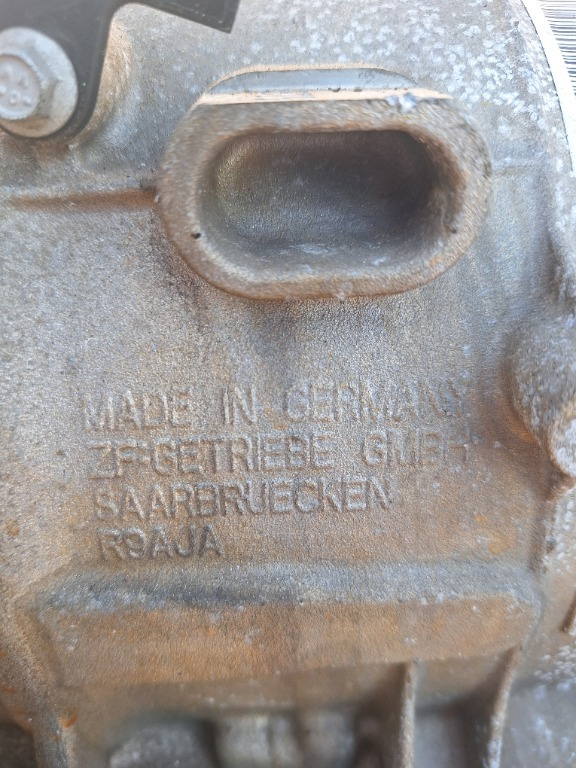 MADE IN GERMANY
ZF-GETRIEBE GMBH
SAARBRUECKEN
R9AJA